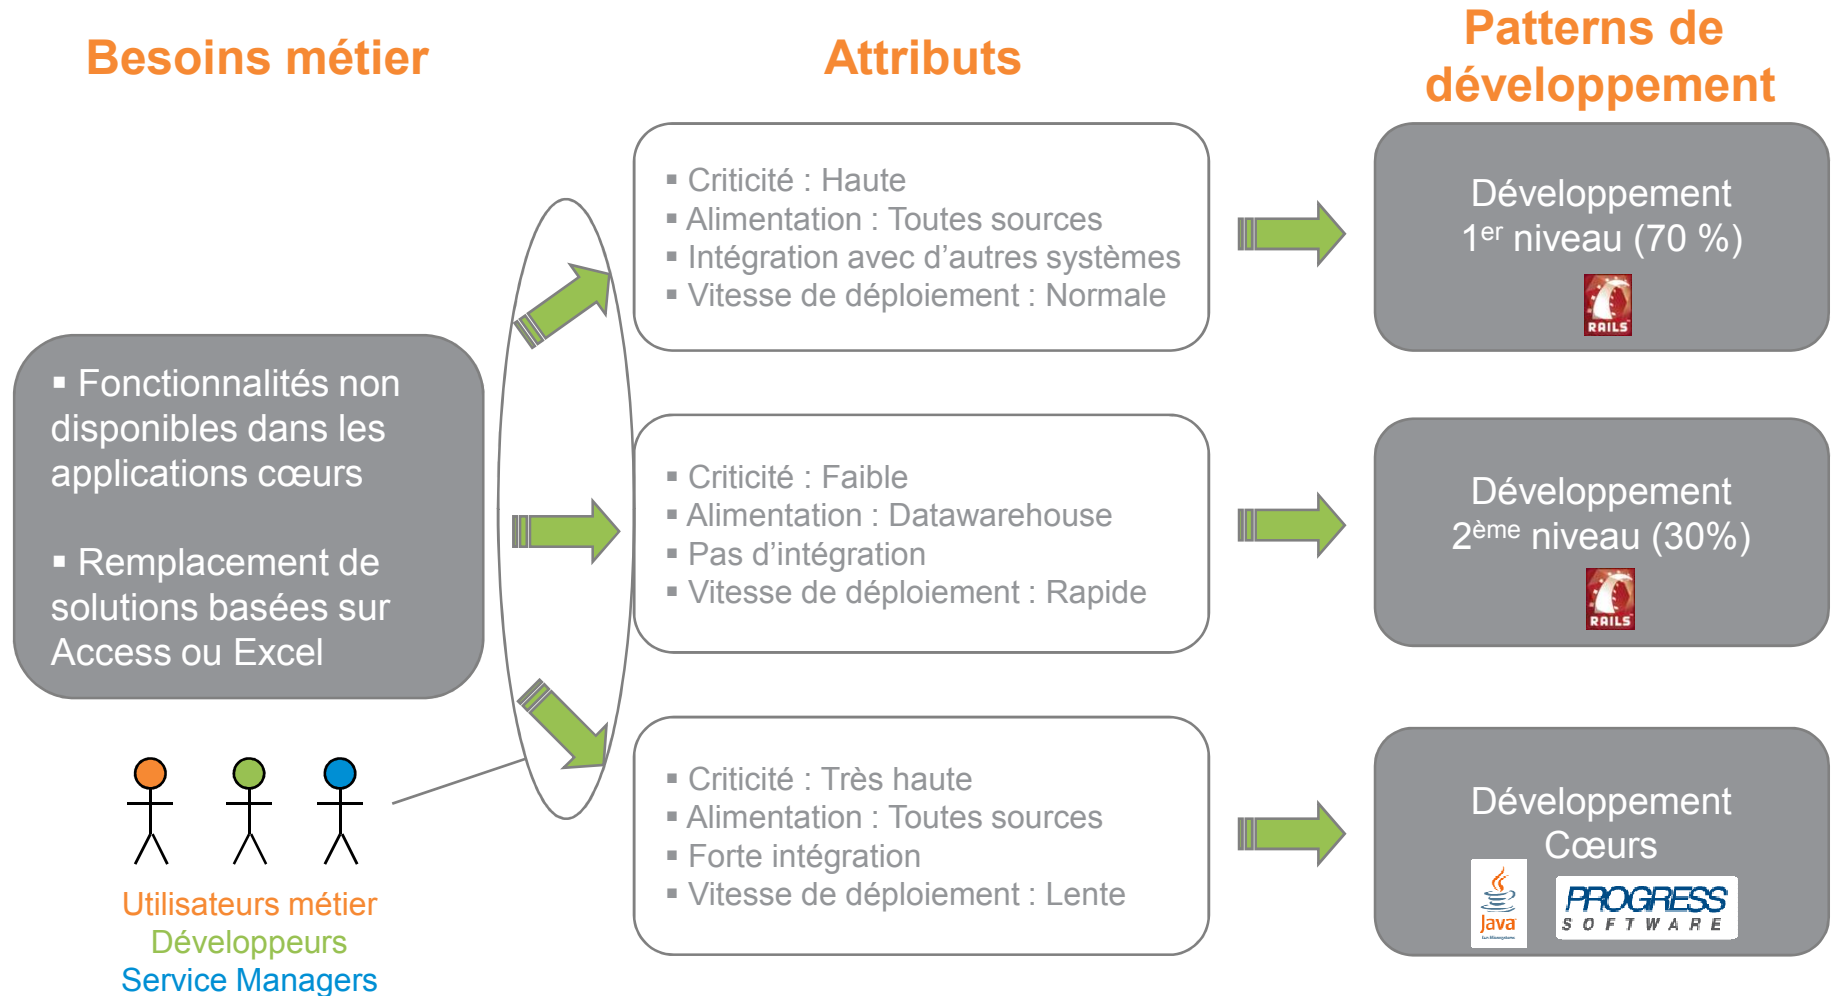 Besoins métier
Attributs
Patterns de
développement
▪ Fonctionnalités non
disponibles dans les
applications cœurs
▪ Remplacement de
solutions basées sur
Access ou Excel
Utilisateurs métier
Développeurs
Service Managers
▪ Criticité : Haute
▪ Alimentation : Toutes sources
▪ Intégration avec d’autres systèmes
▪ Vitesse de déploiement : Normale
Développement
1er niveau (70 %)
RAILS
▪ Criticité : Faible
▪ Alimentation : Datawarehouse
▪ Pas d’intégration
▪ Vitesse de déploiement : Rapide
Développement
2ème niveau (30%)
RAILS
▪ Criticité : Très haute
▪ Alimentation : Toutes sources
▪ Forte intégration
▪ Vitesse de déploiement : Lente
Développement
Cœurs
Java
Sun Microsystems
PROGRESS
SOFTWARE